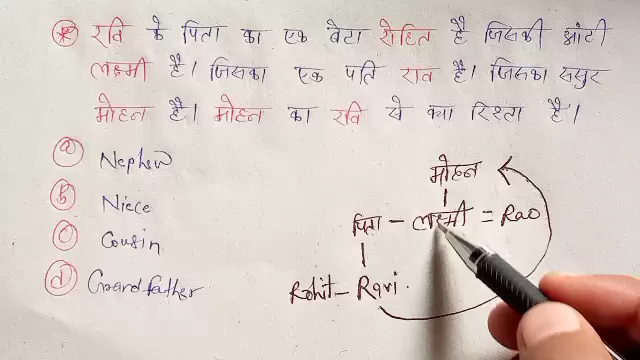 रवि के पिता का एक बेटा रोहित है जिसकी आंटी
लक्ष्मी है। जिसका एक पति राव है। जिसका ससुर
मोहन है। मोहन का रवि से क्या रिश्ता है।
a Nephew
b Niece
c Cousin
d Grandfather
मोहन
पिता - लक्ष्मी = Rao
Rohit - Ravi